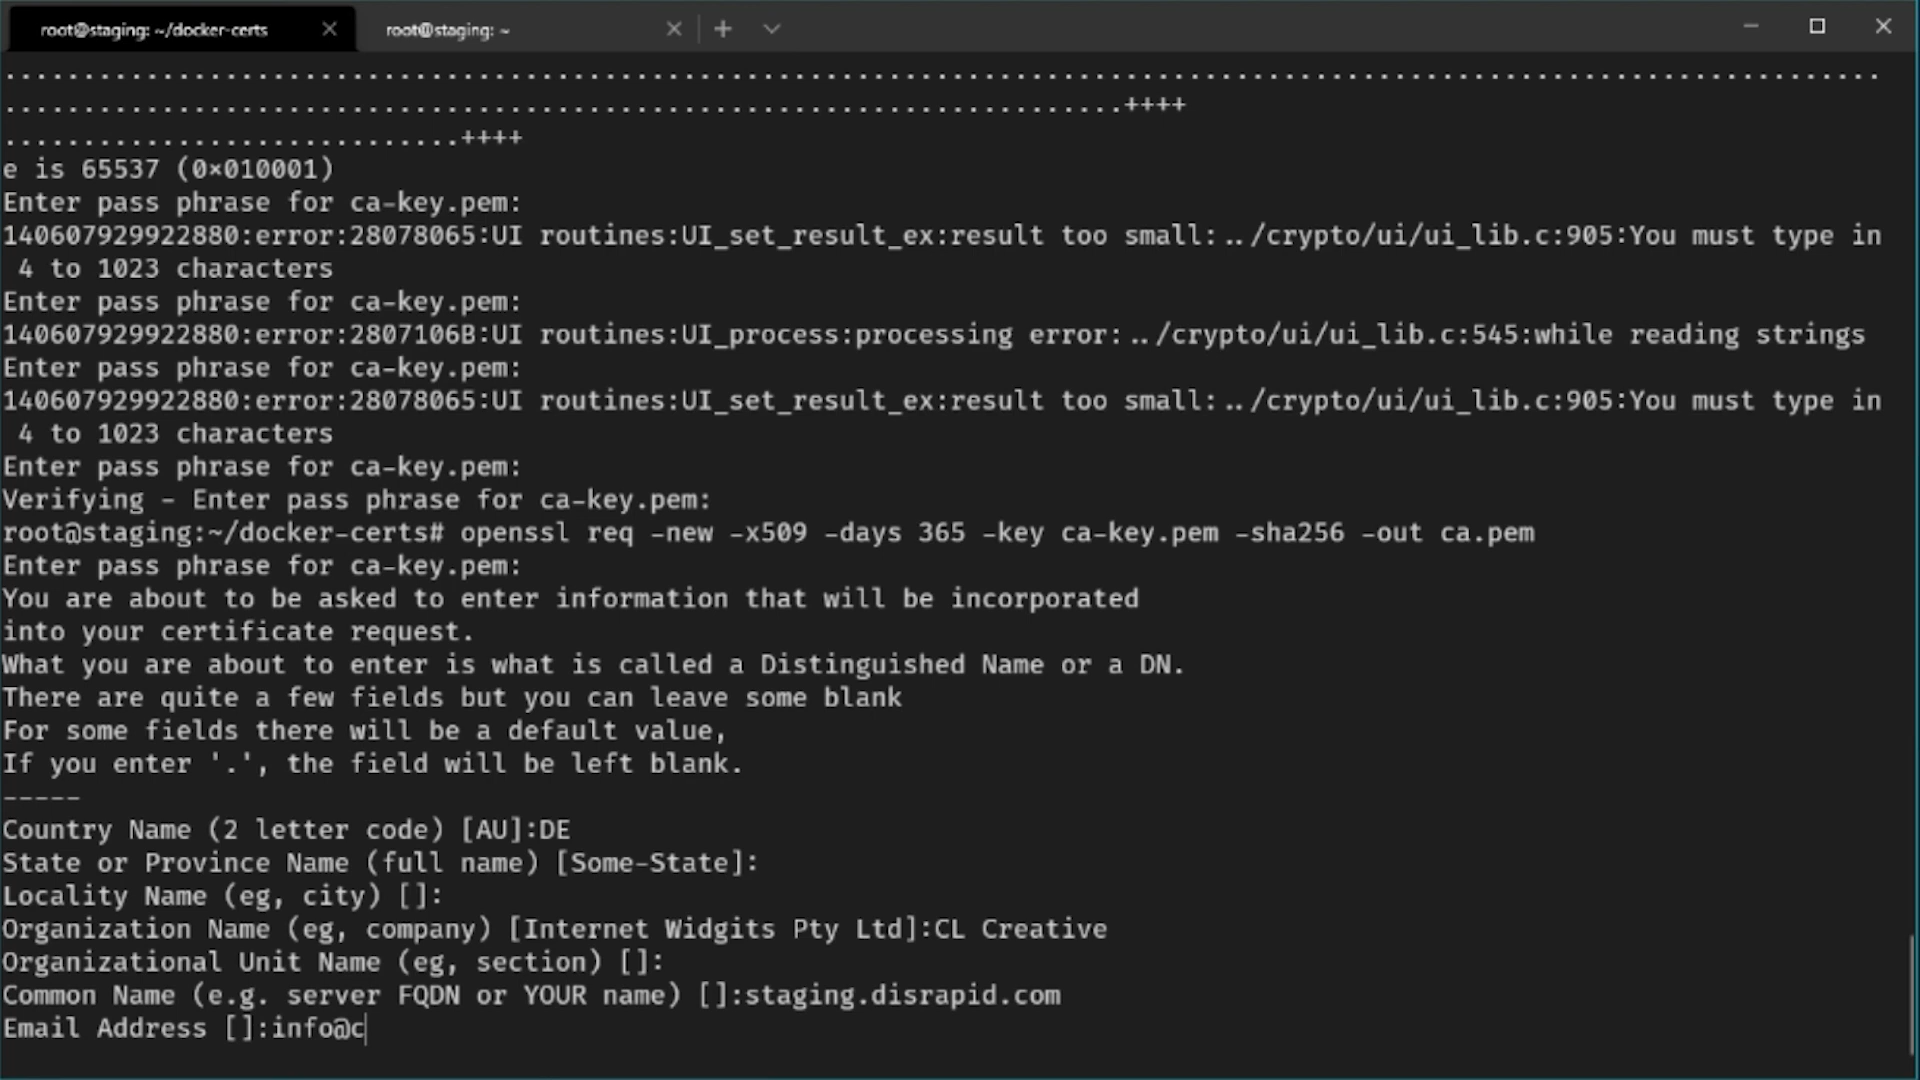 root@staging: ~/docker-certs
root@staging: ~
........................................................................................................................
.......................................................................++++
.............................++++
e is 65537 (0×010001)
Enter pass phrase for ca-key.pem:
140607929922880:error:28078065:UI routines:UI_set_result_ex:result too small:../crypto/ui/ui_lib.c:905:You must type in
 4 to 1023 characters
Enter pass phrase for ca-key.pem:
140607929922880:error:2807106B:UI routines:UI_process:processing error:../crypto/ui/ui_lib.c:545:while reading strings
Enter pass phrase for ca-key.pem:
140607929922880:error:28078065:UI routines:UI_set_result_ex:result too small:../crypto/ui/ui_lib.c:905:You must type in
 4 to 1023 characters
Enter pass phrase for ca-key.pem:
Verifying - Enter pass phrase for ca-key.pem:
root@staging:~/docker-certs# openssl req -new -x509 -days 365 -key ca-key.pem -sha256 -out ca.pem
Enter pass phrase for ca-key.pem:
You are about to be asked to enter information that will be incorporated
into your certificate request.
What you are about to enter is what is called a Distinguished Name or a DN.
There are quite a few fields but you can leave some blank
For some fields there will be a default value,
If you enter '.', the field will be left blank.
-----
Country Name (2 letter code) [AU]:DE
State or Province Name (full name) [Some-State]:
Locality Name (eg, city) []:
Organization Name (eg, company) [Internet Widgits Pty Ltd]:CL Creative
Organizational Unit Name (eg, section) []:
Common Name (e.g. server FQDN or YOUR name) []:staging.disrapid.com
Email Address []:info@c